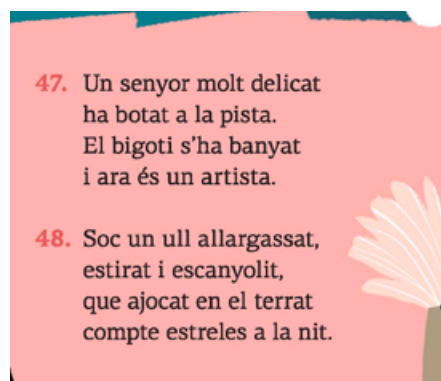 47. Un senyor molt delicat
ha botat a la pista.
El bigoti s'ha banyat
i ara és un artista.
48. Soc un ull allargassat,
estirat i escanyolit,
que ajocat en el terrat
compte estreles a la nit.